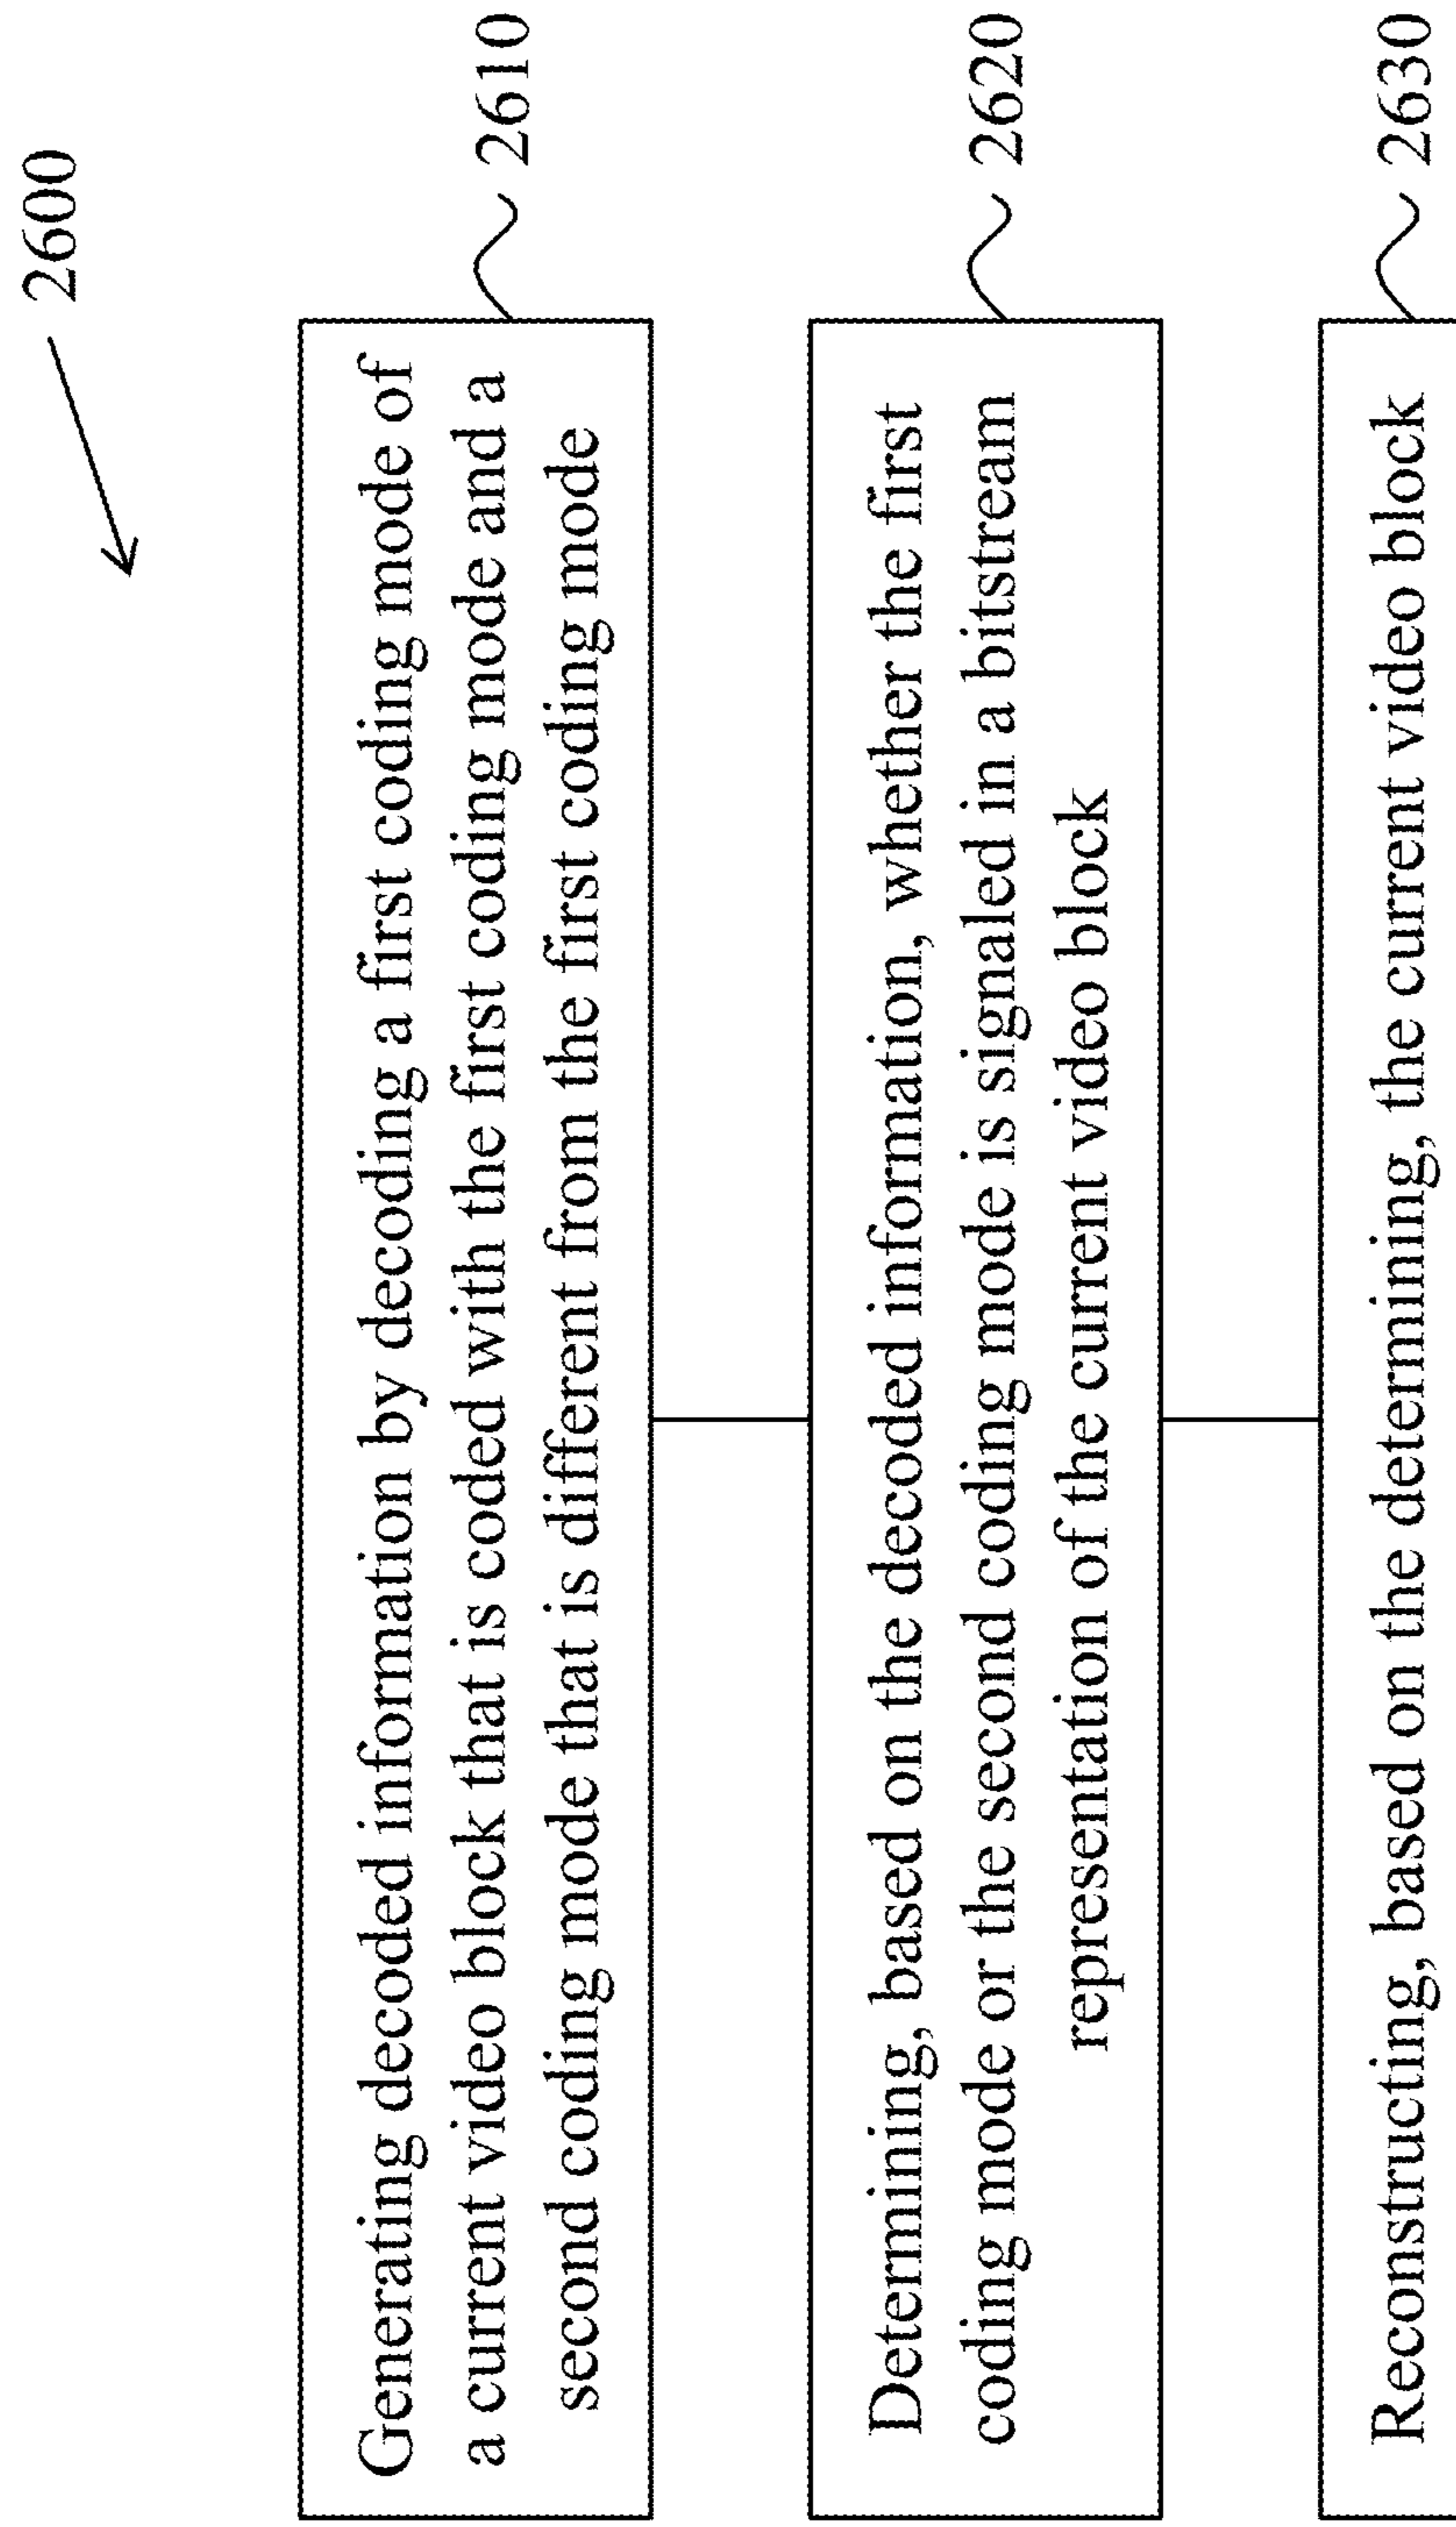 2600
Generating decoded information by decoding a first coding mode of
a current video block that is coded with the first coding mode and a
second coding mode that is different from the first coding mode
2610
Determining, based on the decoded information, whether the first
coding mode or the second coding mode is signaled in a bitstream
representation of the current video block
2620
Reconstructing, based on the determining, the current video block
2630